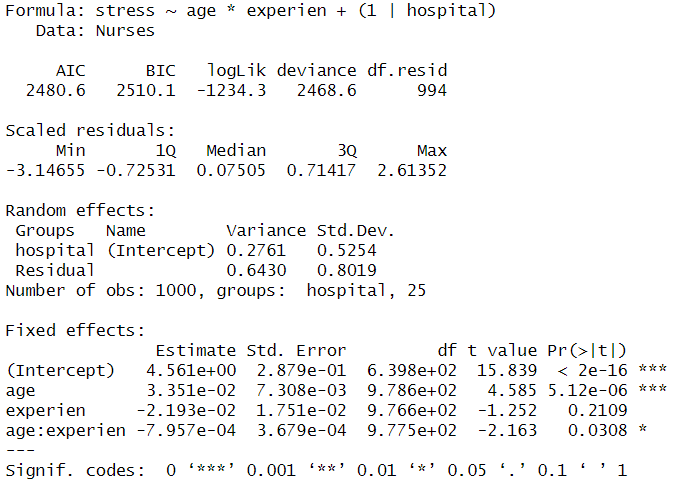 Formula: stress ~ age * experien + (1 | hospital)
   Data: Nurses

     AIC      BIC   logLik deviance df.resid
  2480.6   2510.1  -1234.3   2468.6      994

Scaled residuals:
     Min       1Q   Median       3Q      Max
-3.14655 -0.72531  0.07505  0.71417  2.61352

Random effects:
 Groups   Name        Variance Std.Dev.
 hospital (Intercept) 0.2761   0.5254
 Residual             0.6430   0.8019
Number of obs: 1000, groups:  hospital, 25

Fixed effects:
               Estimate Std. Error         df t value Pr(>|t|)
(Intercept)   4.561e+00  2.879e-01  6.398e+02  15.839  < 2e-16 ***
age           3.351e-02  7.308e-03  9.786e+02   4.585 5.12e-06 ***
experien     -2.193e-02  1.751e-02  9.766e+02  -1.252   0.2109
age:experien -7.957e-04  3.679e-04  9.775e+02  -2.163   0.0308 *
---
Signif. codes:  0 ‘***’ 0.001 ‘**’ 0.01 ‘*’ 0.05 ‘.’ 0.1 ‘ ’ 1